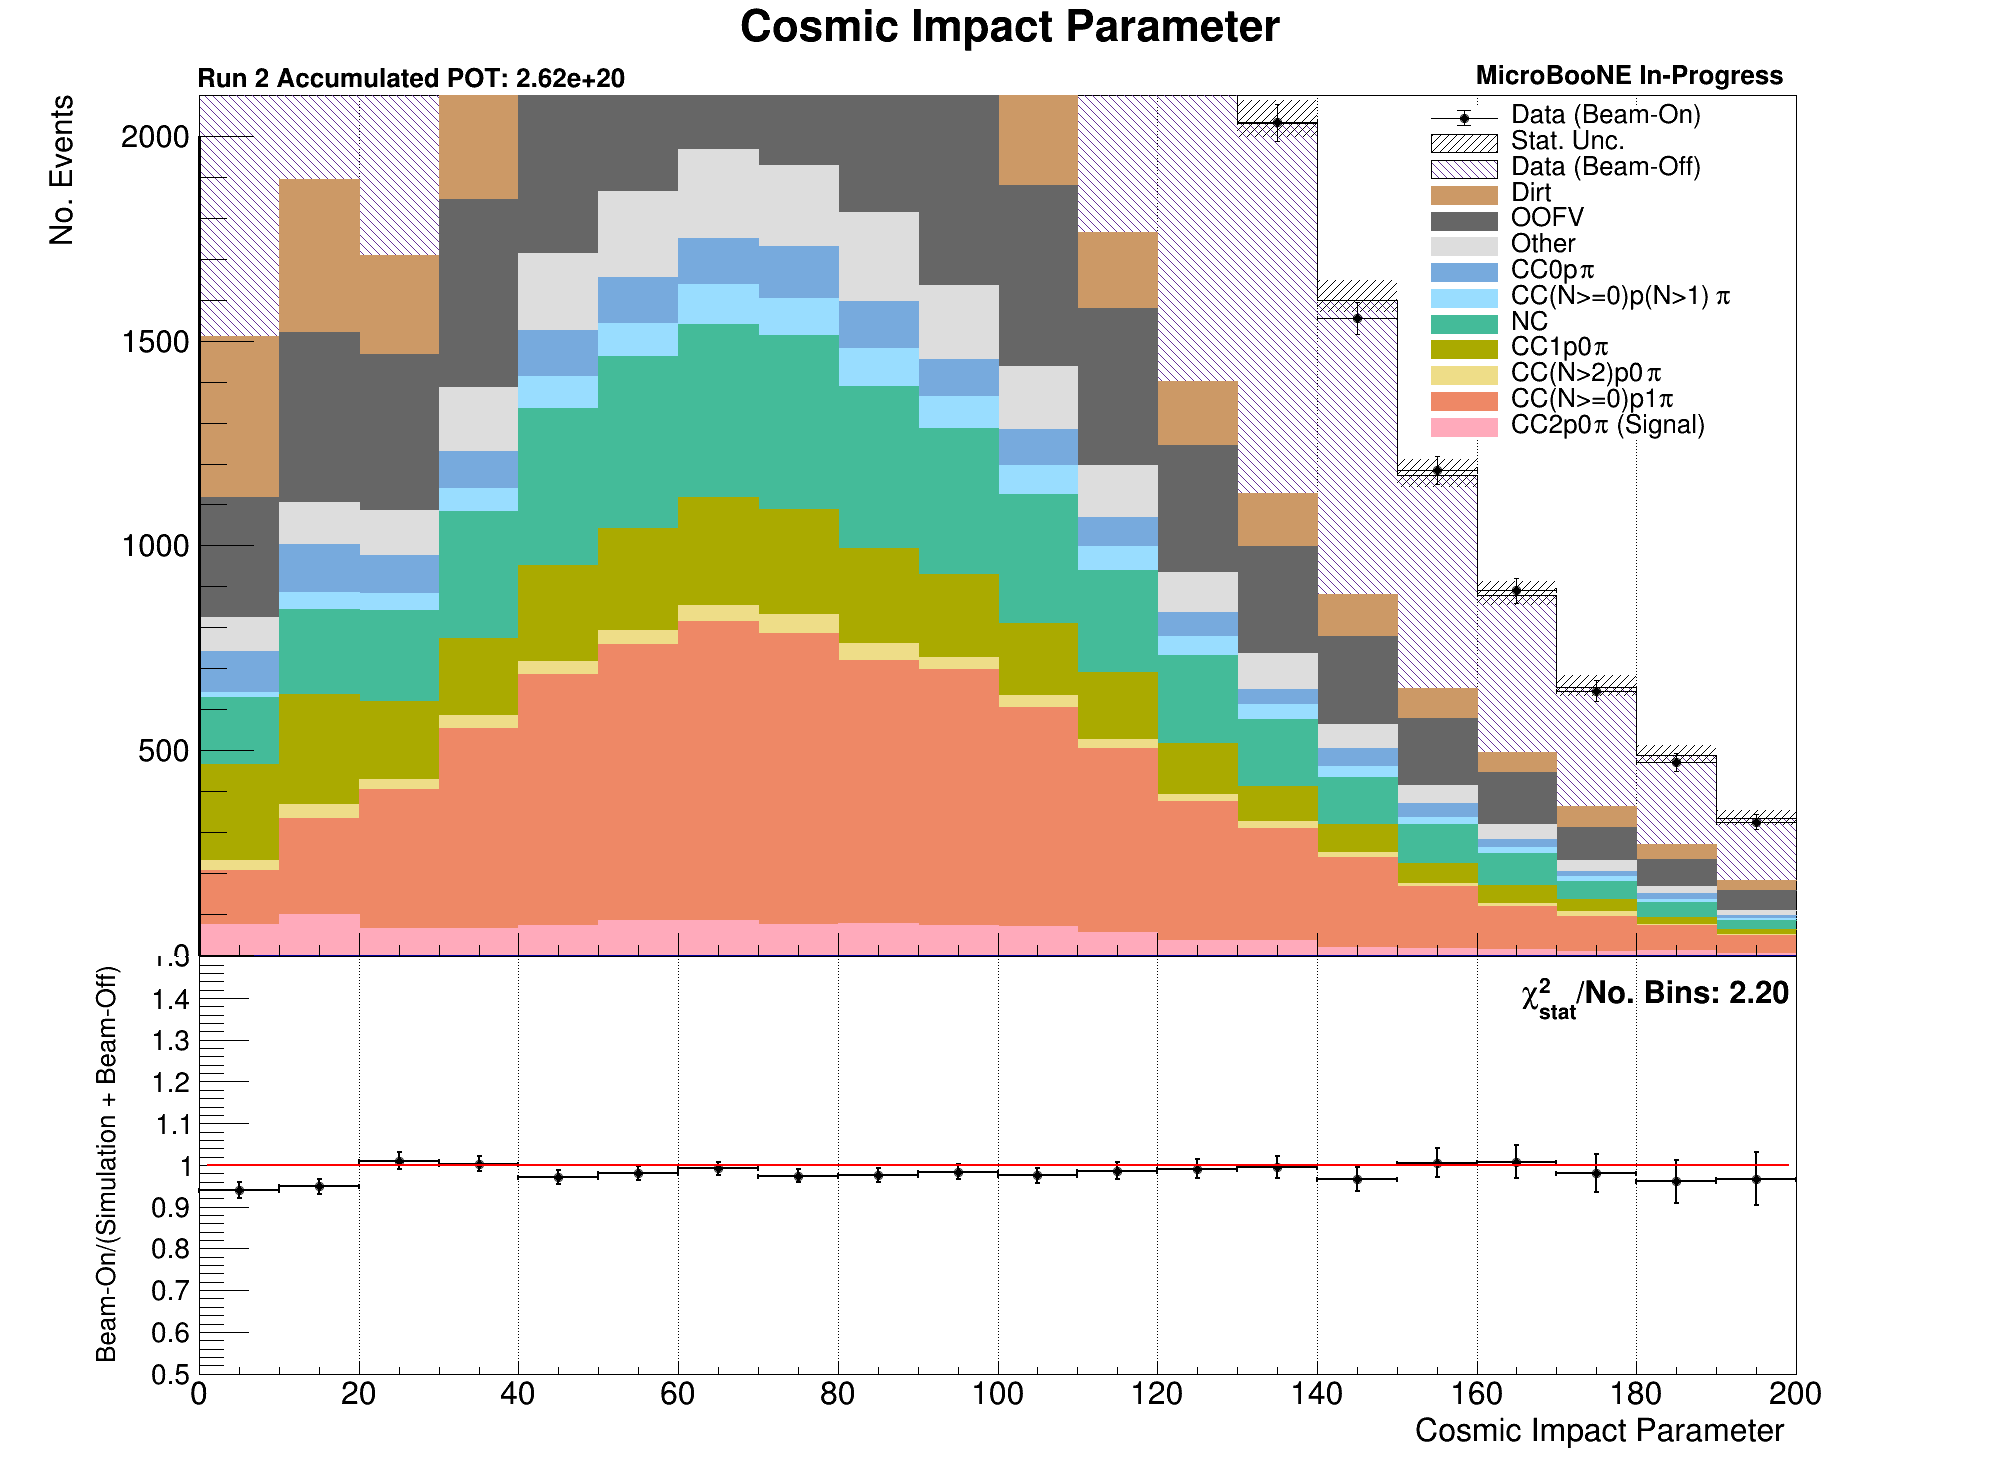 Cosmic Impact Parameter
Run 2 Accumulated POT: 2.62e+20
MicroBooNE In-Progress
No. Events
2000
1500
1000
500
0
Data (Beam-On)
Stat. Unc.
Data (Beam-Off)
Dirt
OOFV
Other
CC0pπ
CC(N>=0)p(N>1) π
NC
CC1p0π
CC(N>2)p0π
CC(N>=0)p1π
CC2p0π (Signal)
Beam-On/(Simulation + Beam-Off)
χ²stat/No. Bins: 2.20
1.5
1.4
1.3
1.2
1.1
1
0.9
0.8
0.7
0.6
0.5
0 20 40 60 80 100 120 140 160 180 200
Cosmic Impact Parameter